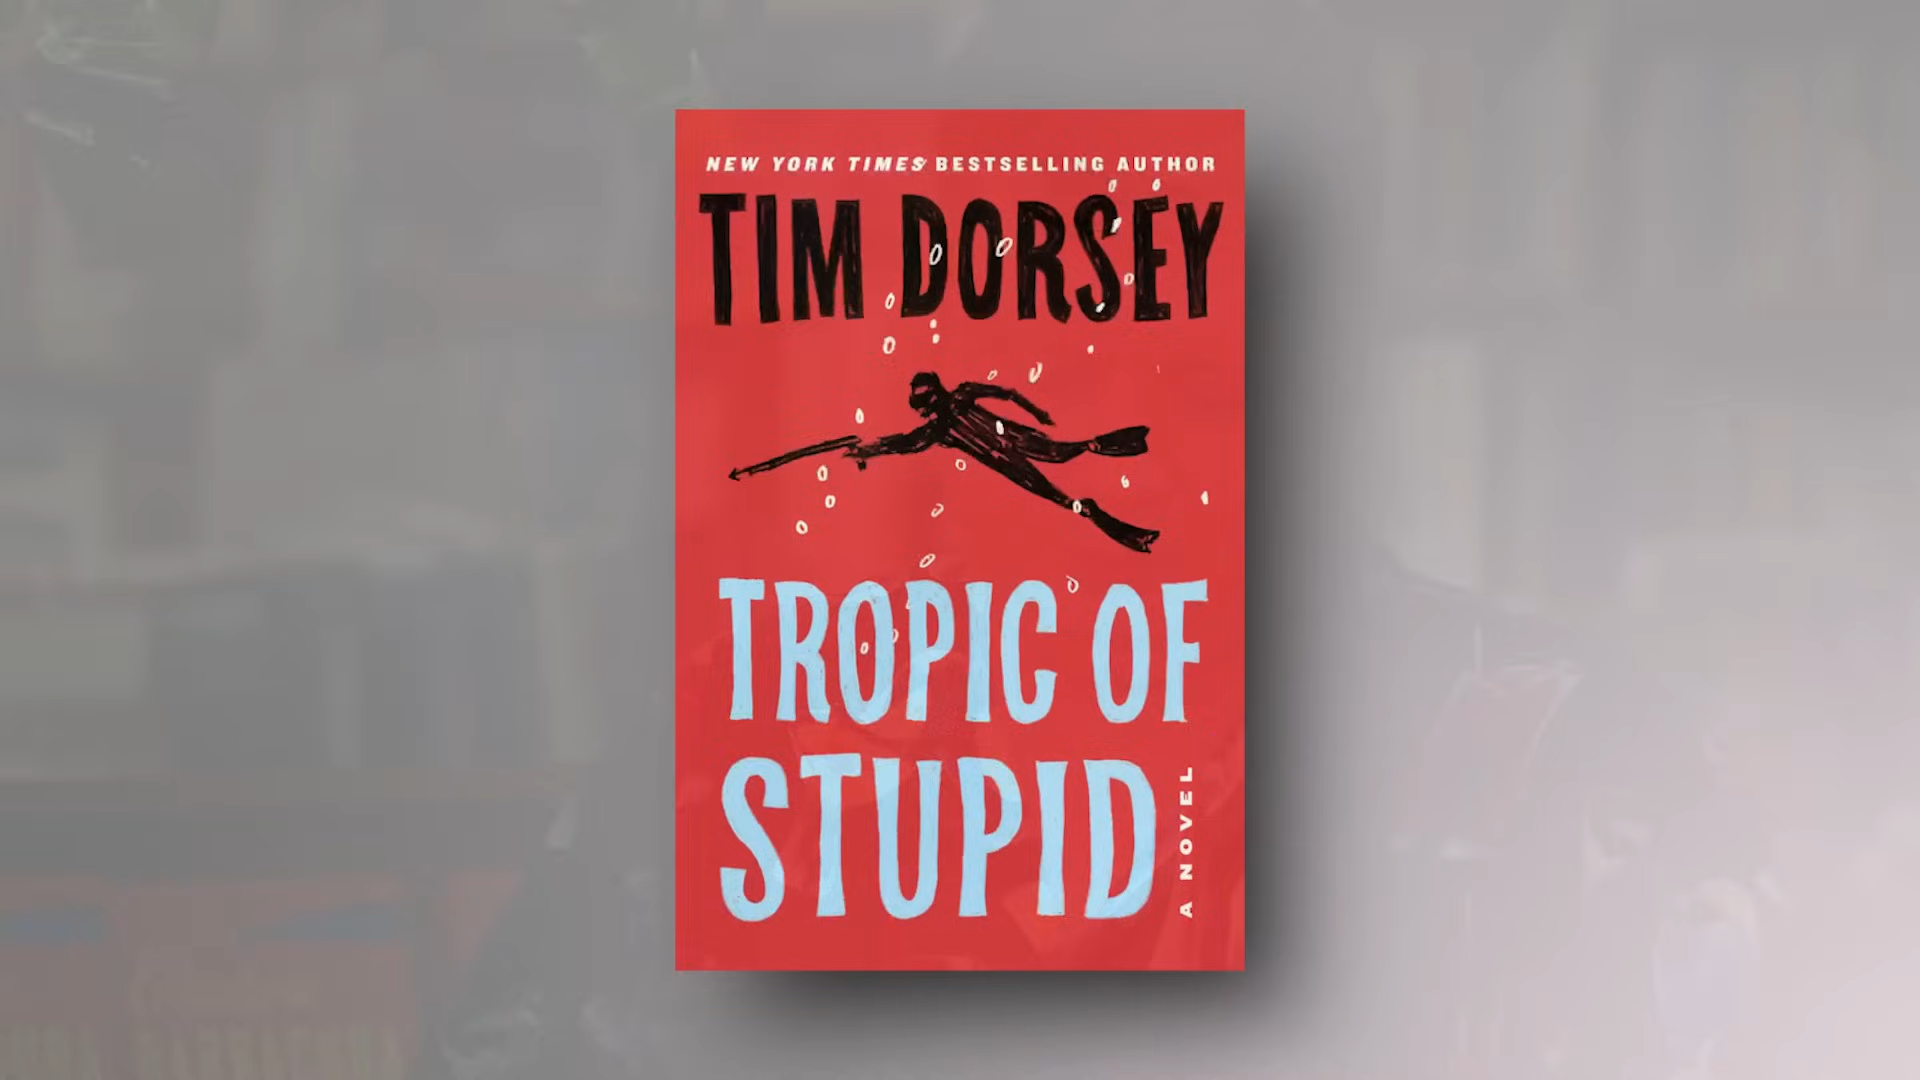 NEW YORK TIMES BESTSELLING AUTHOR
TIM DORSEY
TROPIC OF
STUPID
A NOVEL